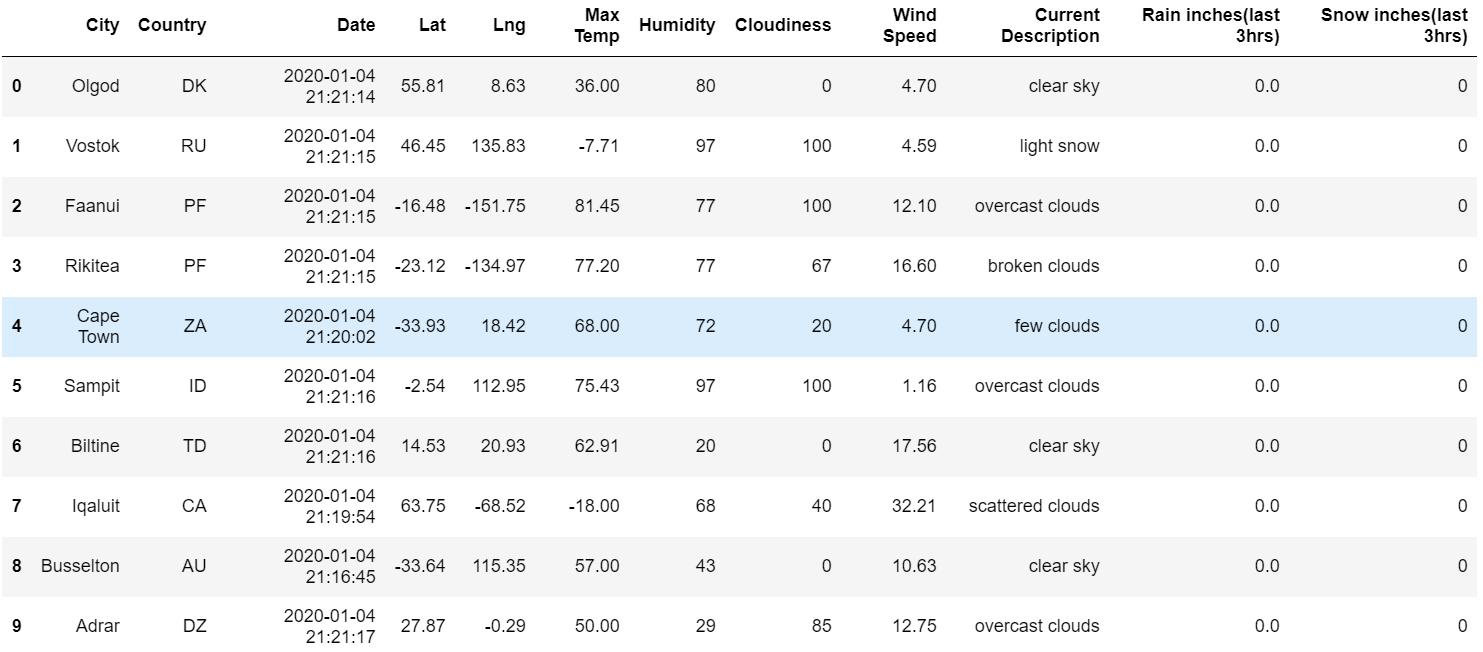 City Country Date Lat Lng Max Temp Humidity Cloudiness Wind Speed Current Description Rain inches(last 3hrs) Snow inches(last 3hrs)
0 Olgod DK 2020-01-04 21:21:14 55.81 8.63 36.00 80 0 4.70 clear sky 0.0 0
1 Vostok RU 2020-01-04 21:21:15 46.45 135.83 -7.71 97 100 4.59 light snow 0.0 0
2 Faanui PF 2020-01-04 21:21:15 -16.48 -151.75 81.45 77 100 12.10 overcast clouds 0.0 0
3 Rikitea PF 2020-01-04 21:21:15 -23.12 -134.97 77.20 77 67 16.60 broken clouds 0.0 0
4 Cape Town ZA 2020-01-04 21:20:02 -33.93 18.42 68.00 72 20 4.70 few clouds 0.0 0
5 Sampit ID 2020-01-04 21:21:16 -2.54 112.95 75.43 97 100 1.16 overcast clouds 0.0 0
6 Biltine TD 2020-01-04 21:21:16 14.53 20.93 62.91 20 0 17.56 clear sky 0.0 0
7 Iqaluit CA 2020-01-04 21:19:54 63.75 -68.52 -18.00 68 40 32.21 scattered clouds 0.0 0
8 Busselton AU 2020-01-04 21:16:45 -33.64 115.35 57.00 43 0 10.63 clear sky 0.0 0
9 Adrar DZ 2020-01-04 21:21:17 27.87 -0.29 50.00 29 85 12.75 overcast clouds 0.0 0